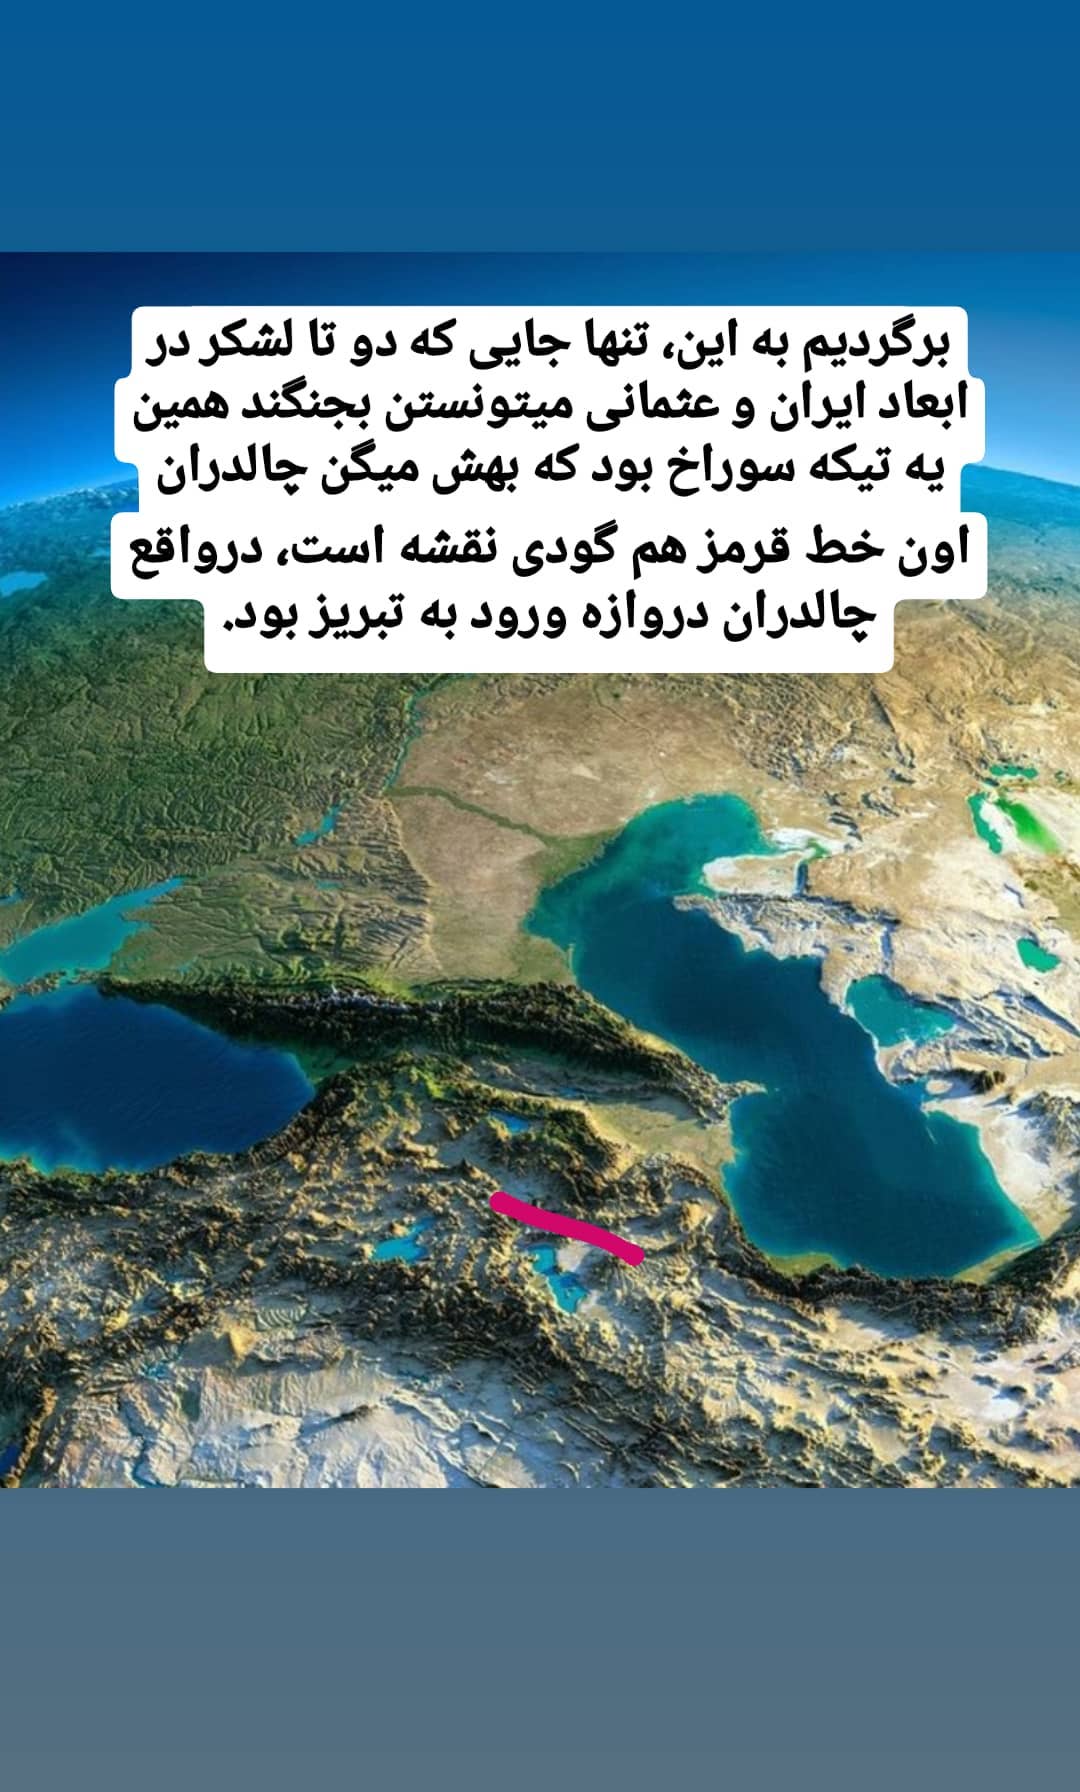 برگردیم به این، تنها جایی که دو تا لشکر در
ابعاد ایران و عثمانی میتونستن بجنگند همین
یه تیکه سوراخ بود که بهش میگن چالدران
اون خط قرمز هم گودی نقشه است، درواقع
چالدران دروازه ورود به تبریز بود.